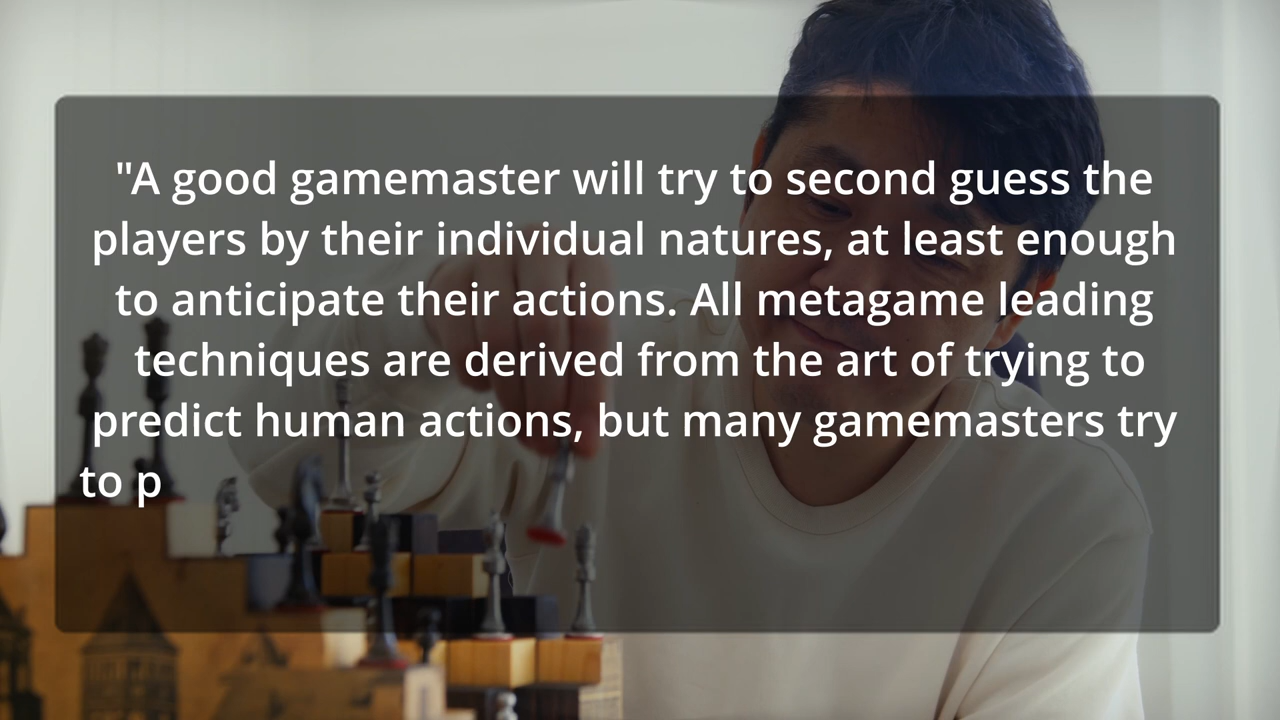 "A good gamemaster will try to second guess the
players by their individual natures, at least enough
to anticipate their actions. All metagame leading
techniques are derived from the art of trying to
predict human actions, but many gamemasters try
to p